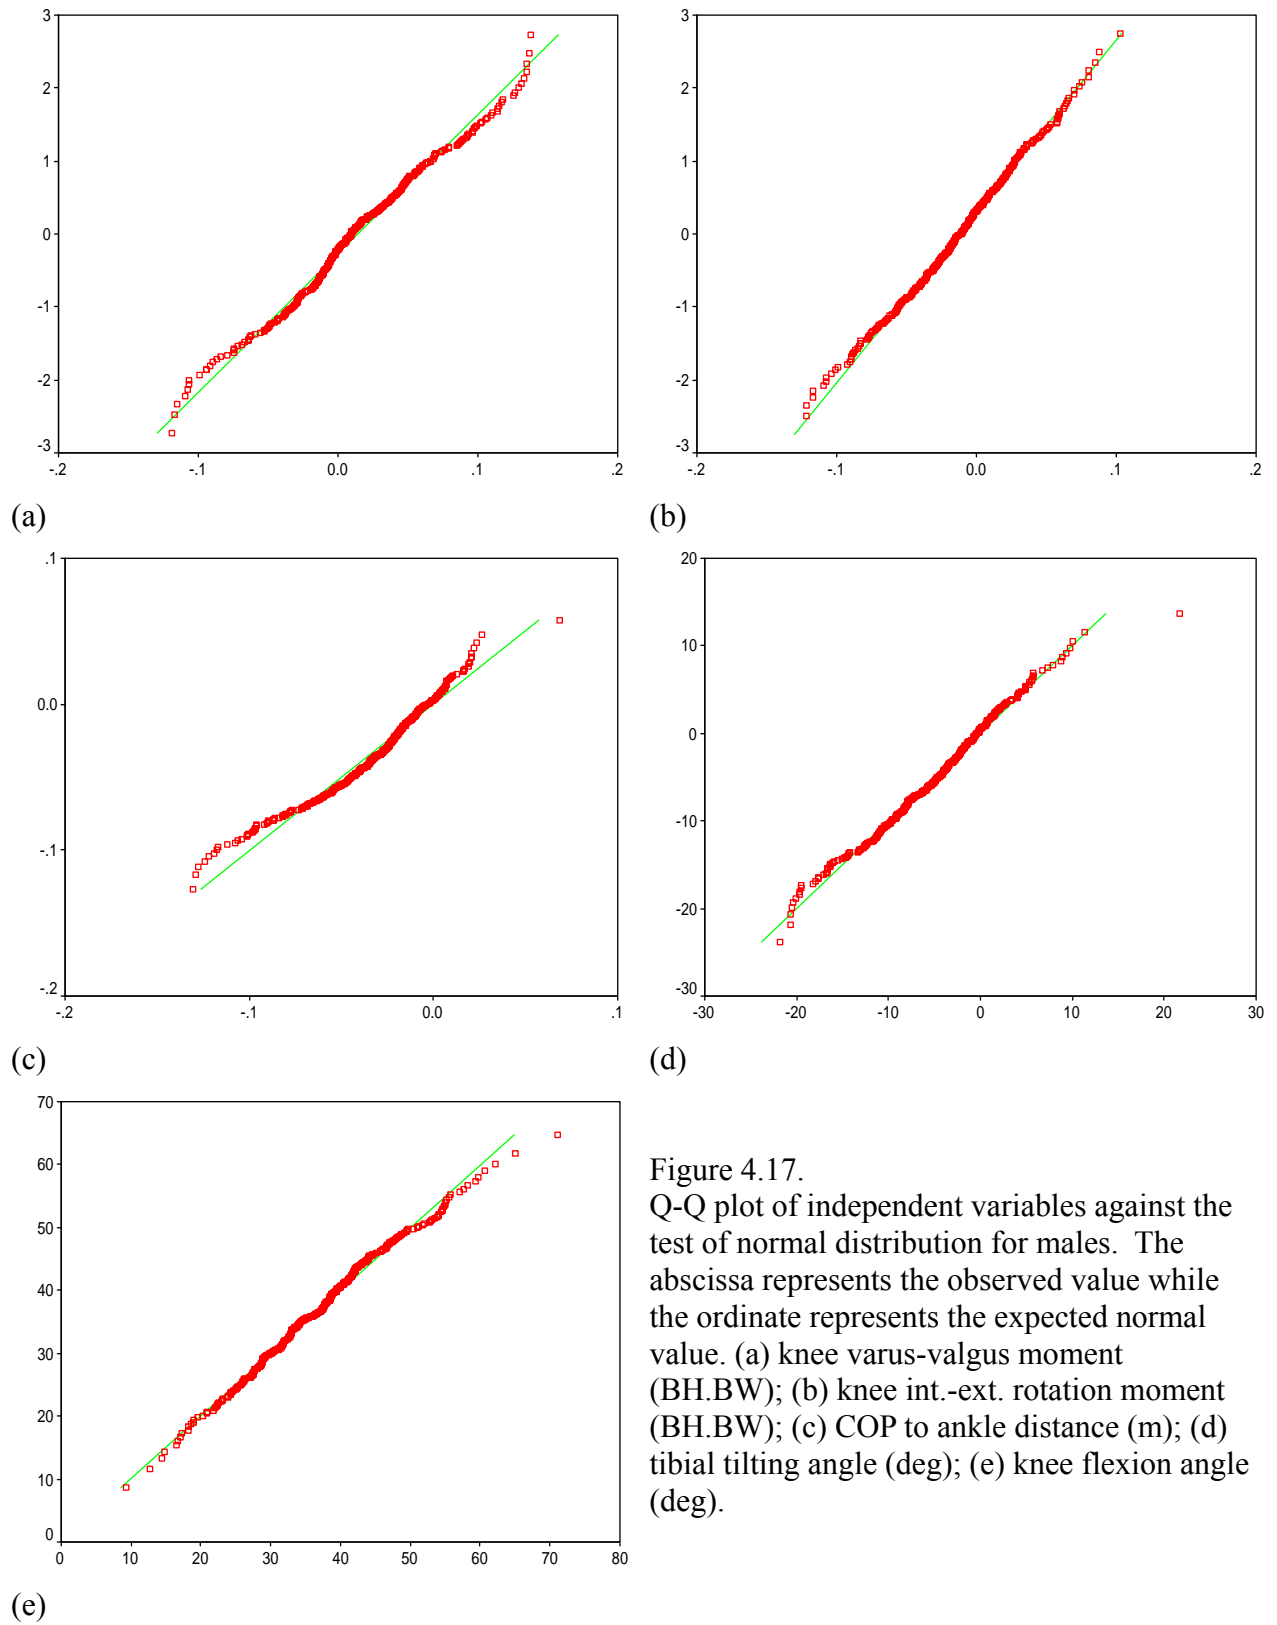 3
2
1
0
-1
-2
-3
-.2 -.1 0.0 .1 .2
(a)
3
2
1
0
-1
-2
-3
-.2 -.1 0.0 .1 .2
(b)
.1
0.0
-.1
-.2
-.2 -.1 0.0 .1
(c)
20
10
0
-10
-20
-30
-30 -20 -10 0 10 20 30
(d)
70
60
50
40
30
20
10
0
0 10 20 30 40 50 60 70 80
(e)
Figure 4.17.
Q-Q plot of independent variables against the
test of normal distribution for males. The
abscissa represents the observed value while
the ordinate represents the expected normal
value. (a) knee varus-valgus moment
(BH.BW); (b) knee int.-ext. rotation moment
(BH.BW); (c) COP to ankle distance (m); (d)
tibial tilting angle (deg); (e) knee flexion angle
(deg).